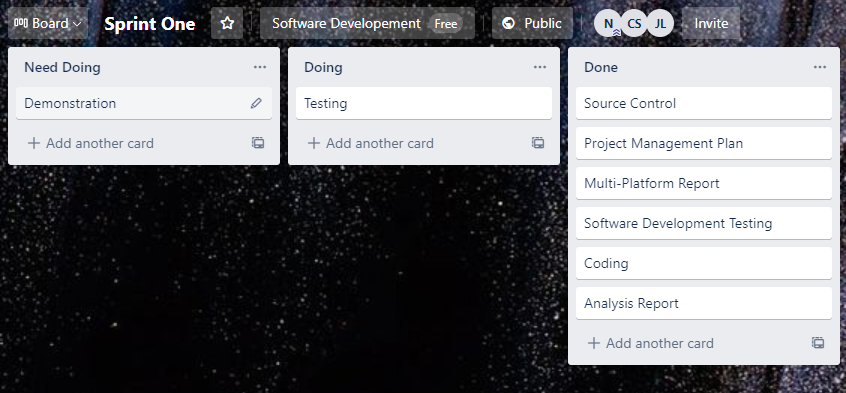 Board Sprint One Software Developement Free Public N CS JL Invite
Need Doing
Demonstration
Add another card
Doing
Testing
Add another card
Done
Source Control
Project Management Plan
Multi-Platform Report
Software Development Testing
Coding
Analysis Report
Add another card